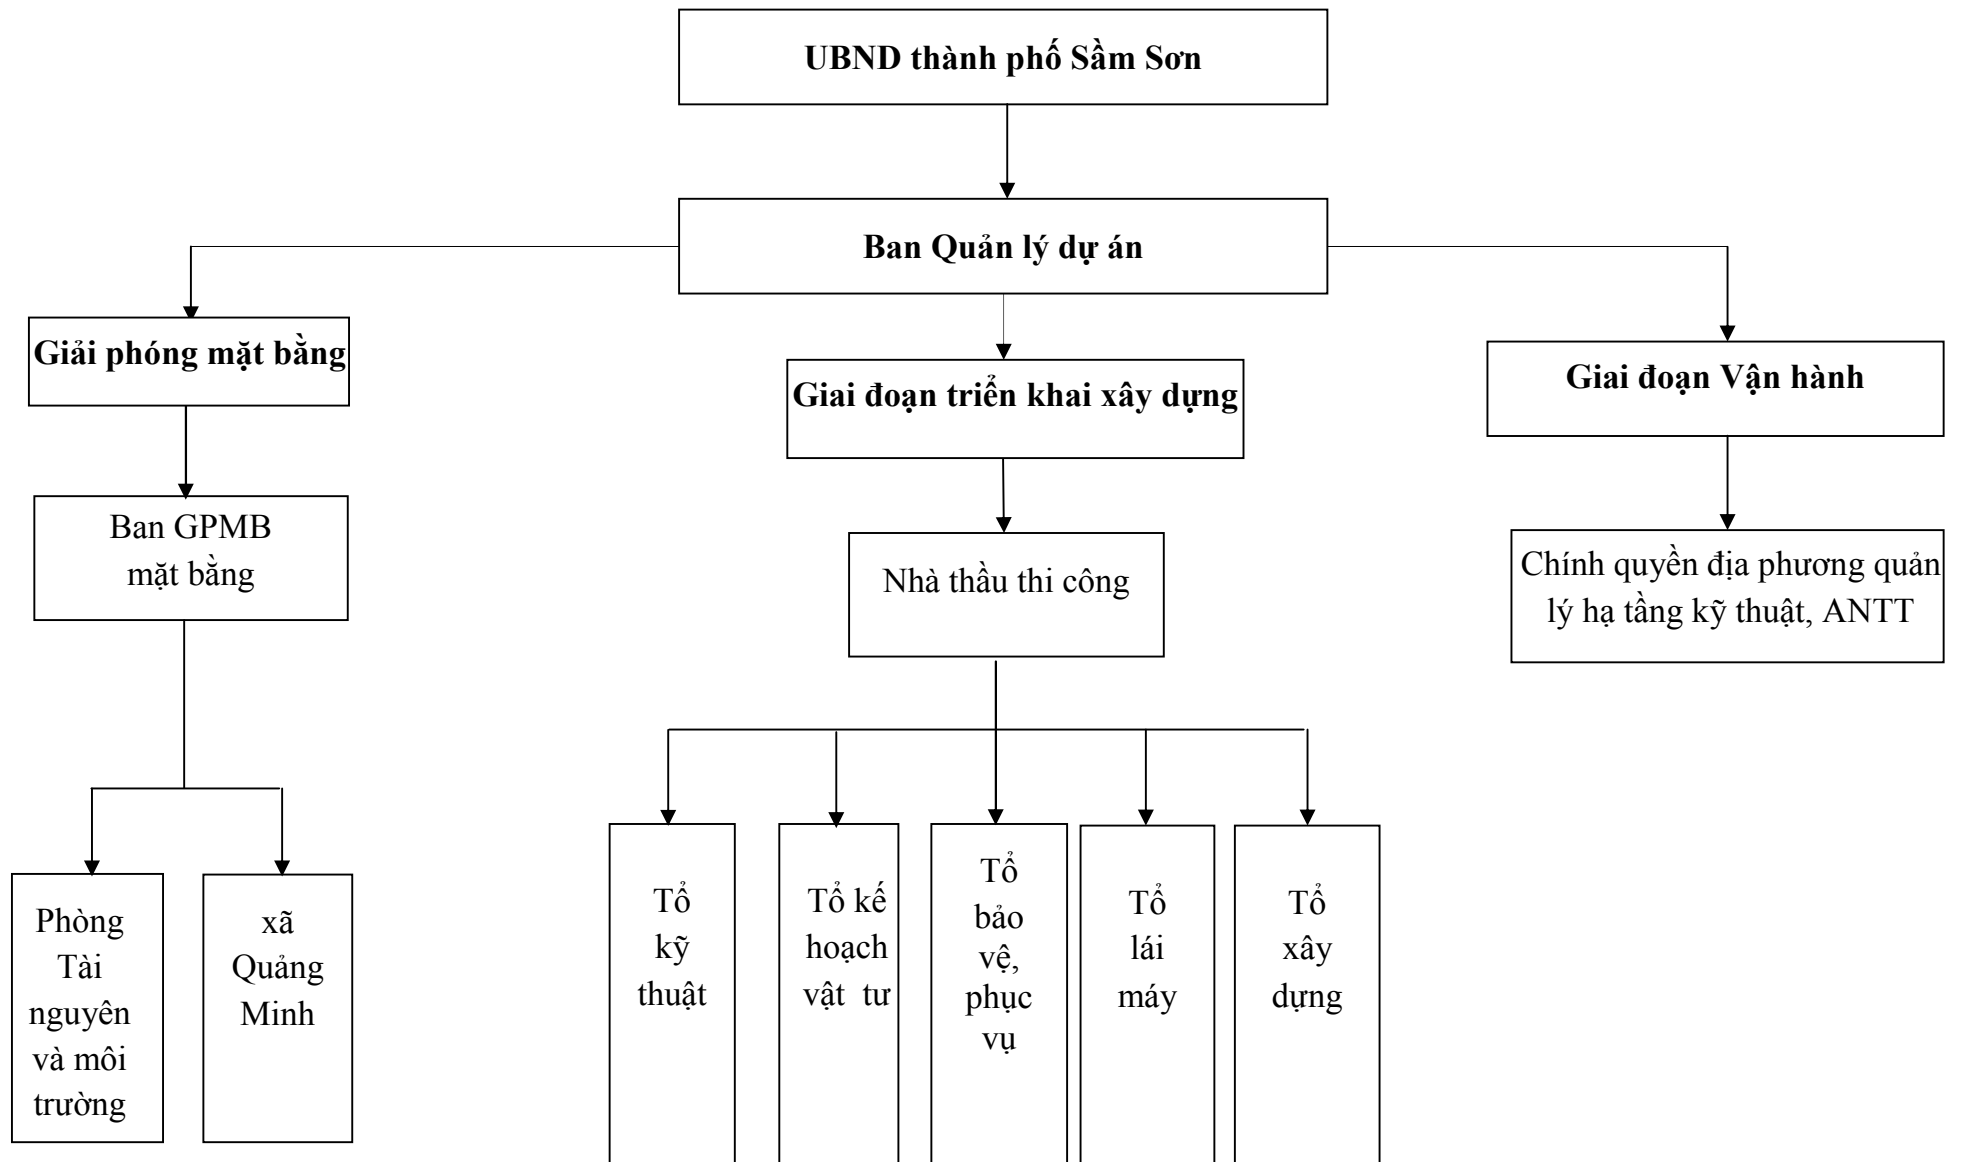 UBND thành phố Sầm Sơn
Ban Quản lý dự án
Giải phóng mặt bằng
Giai đoạn triển khai xây dựng
Giai đoạn Vận hành
Ban GPMB
mặt bằng
Nhà thầu thi công
Chính quyền địa phương quản
lý hạ tầng kỹ thuật, ANTT
Phòng
Tài
nguyên
và môi
trường
xã
Quảng
Minh
Tổ
kỹ
thuật
Tổ kế
hoạch
vật tư
Tổ
bảo
vệ,
phục
vụ
Tổ
lái
máy
Tổ
xây
dựng